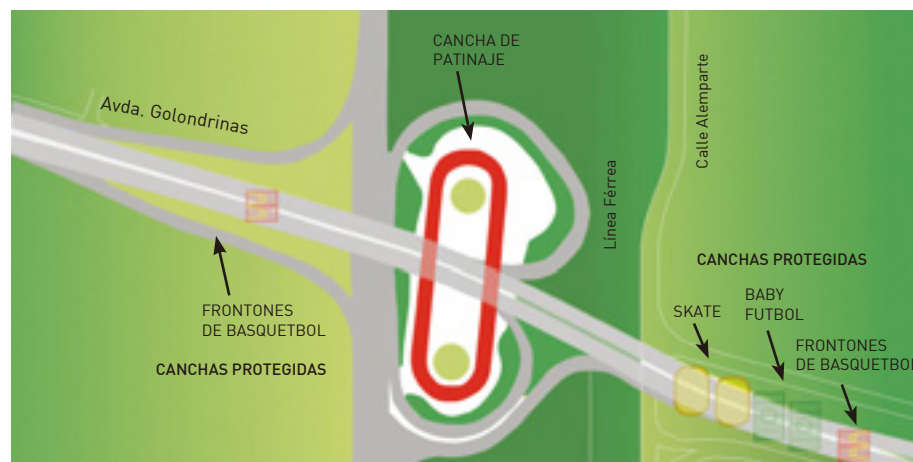 CANCHA DE
PATINAJE
Avda. Golondrinas
Calle Alemparte
Línea Férrea
FRONTONES
DE BASQUETBOL
CANCHAS PROTEGIDAS
CANCHAS PROTEGIDAS
SKATE
BABY
FUTBOL
FRONTONES
DE BASQUETBOL